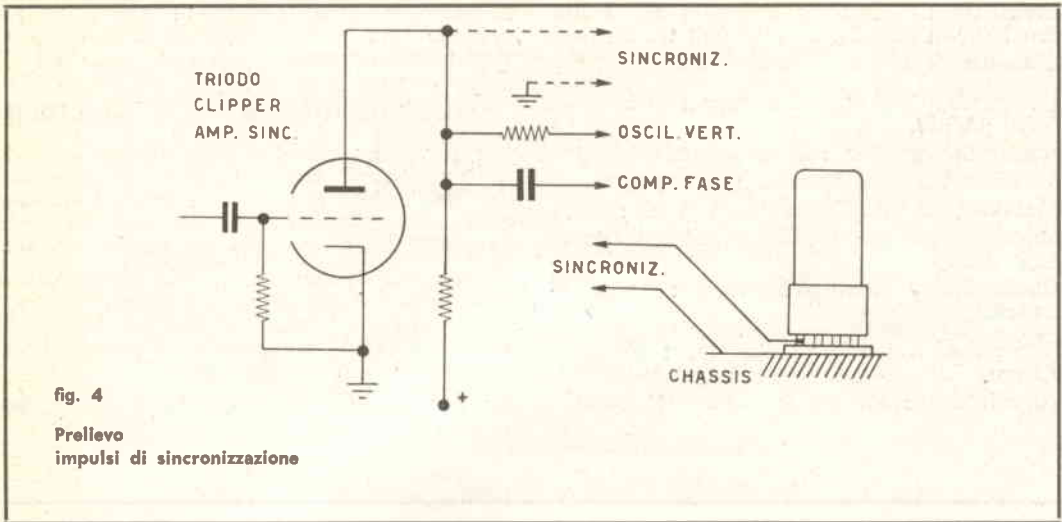 TRIODO
CLIPPER
AMP. SINC.
SINCRONIZ.
OSCIL. VERT.
COMP. FASE
SINCRONIZ.
CHASSIS
+
fig. 4
Prelievo
impulsi di sincronizzazione